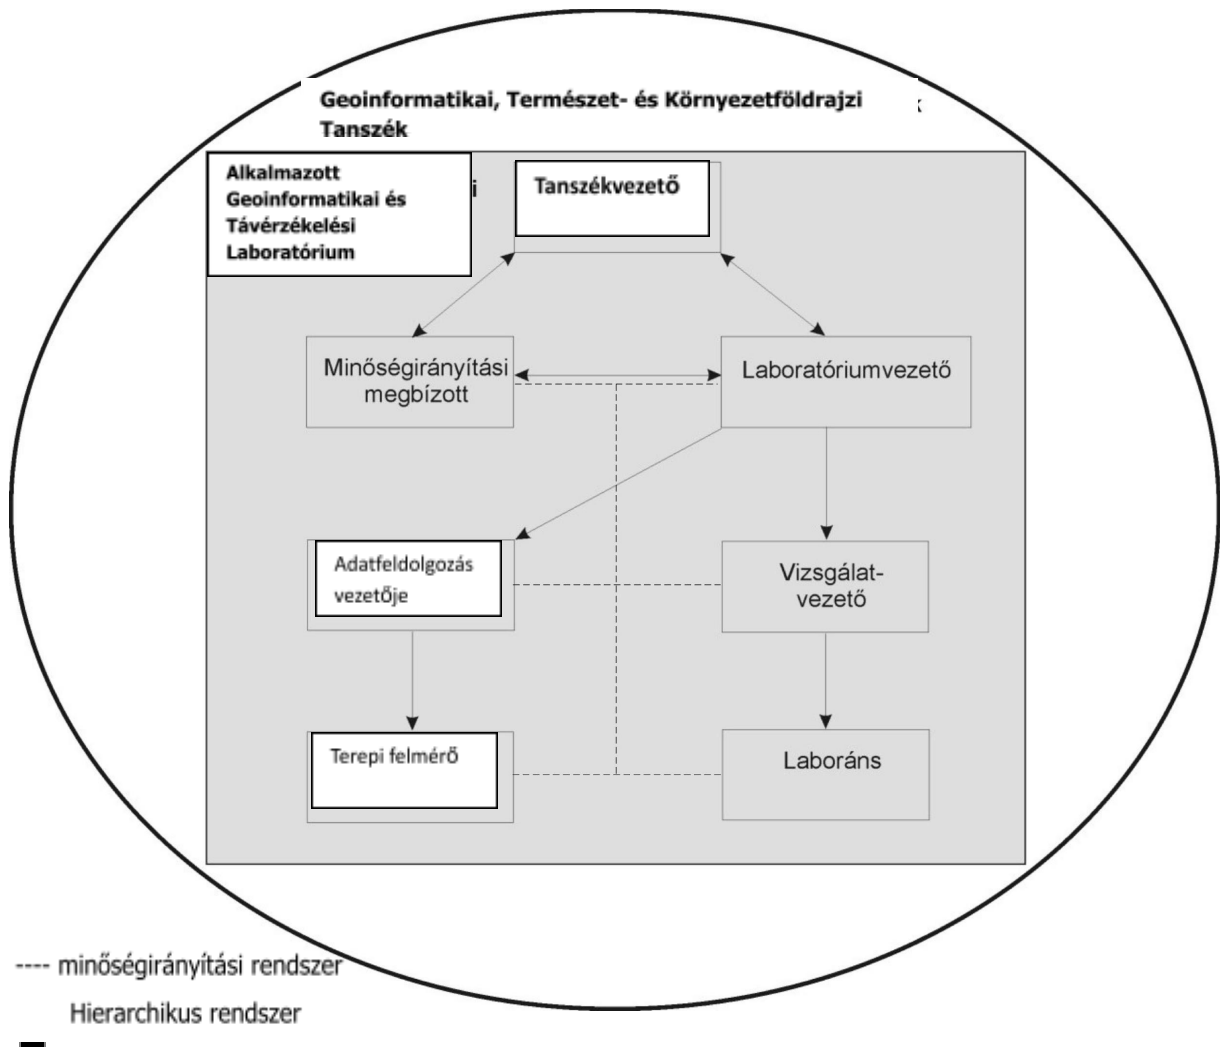 Geoinformatikai, Természet- és Környezetföldrajzi
Tanszék
Alkalmazott
Geoinformatikai és
Távérzékelési
Laboratórium
Tanszékvezető
Minőségirányítási
megbízott
Laboratóriumvezető
Adatfeldolgozás
vezetője
Vizsgálat-
vezető
Terepi felmérő
Laboráns
---- minőségirányítási rendszer
Hierarchikus rendszer